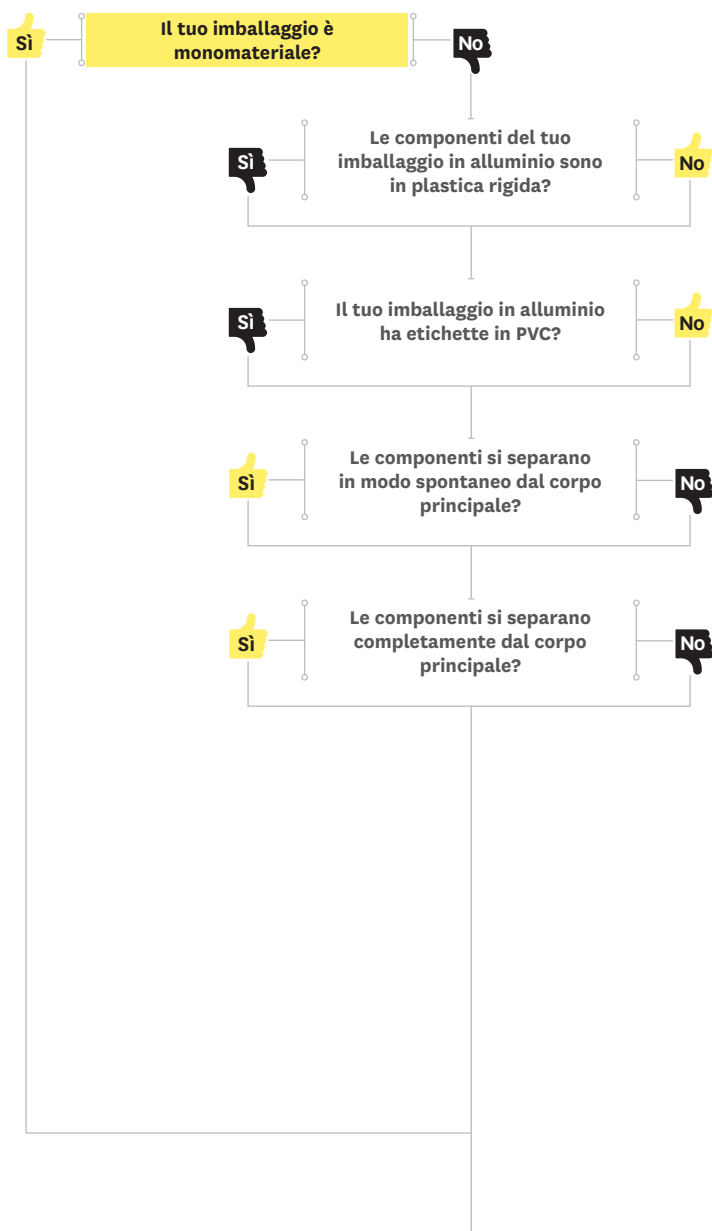 Sì
Il tuo imballaggio è
monomateriale?
No
Sì
Le componenti del tuo
imballaggio in alluminio sono
in plastica rigida?
No
Sì
Il tuo imballaggio in alluminio
ha etichette in PVC?
No
Sì
Le componenti si separano
in modo spontaneo dal corpo
principale?
No
Sì
Le componenti si separano
completamente dal corpo
principale?
No